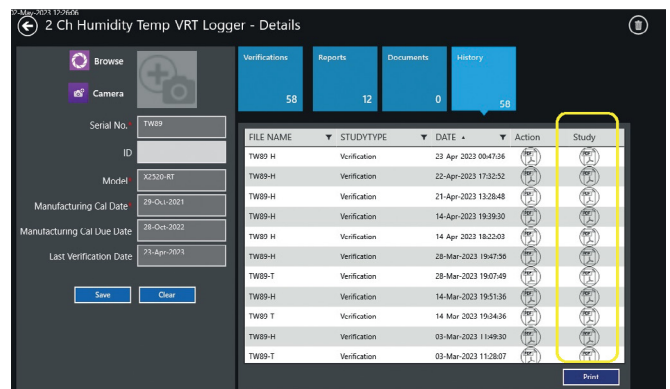 02-May-2023 12:26:06
2 Ch Humidity Temp VRT Logger - Details
Browse
Camera
Serial No.* TW89
ID
Model* X2520-RT
Manufacturing Cal Date* 29-Oct-2021
Manufacturing Cal Due Date 28-Oct-2022
Last Verification Date 23-Apr-2023
Save Clear
Verifications Reports Documents History
58 12 0 58
FILE NAME STUDYTYPE DATE Action Study
TW89 H Verification 23 Apr 2023 00:47:36
TW89-H Verification 22-Apr-2023 17:32:52
TW89-H Verification 21-Apr-2023 13:28:48
TW89-H Verification 14-Apr-2023 19:39:30
TW89 H Verification 14 Apr 2023 18:22:03
TW89-H Verification 28-Mar-2023 19:47:56
TW89-T Verification 28-Mar-2023 19:07:49
TW89-H Verification 14-Mar-2023 19:51:36
TW89 T Verification 14 Mar 2023 19:34:36
TW89-H Verification 03-Mar-2023 11:49:30
TW89-T Verification 03-Mar-2023 11:28:07
Print